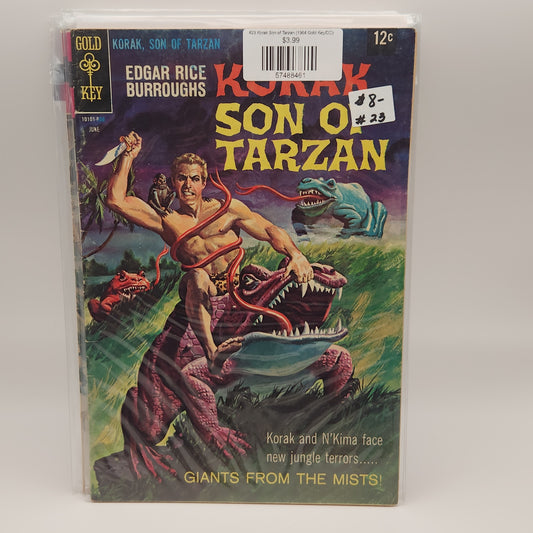 #23 Korak Son of Tarzan (1964 Gold Key/DC)
$3.99
57488461
GOLD
KEY
KORAK, SON OF TARZAN
12¢
EDGAR RICE
BURROUGHS
KORAK
SON OF
TARZAN
$8-
#23
JUNE
Korak and N'Kima face
new jungle terrors.....
GIANTS FROM THE MISTS!